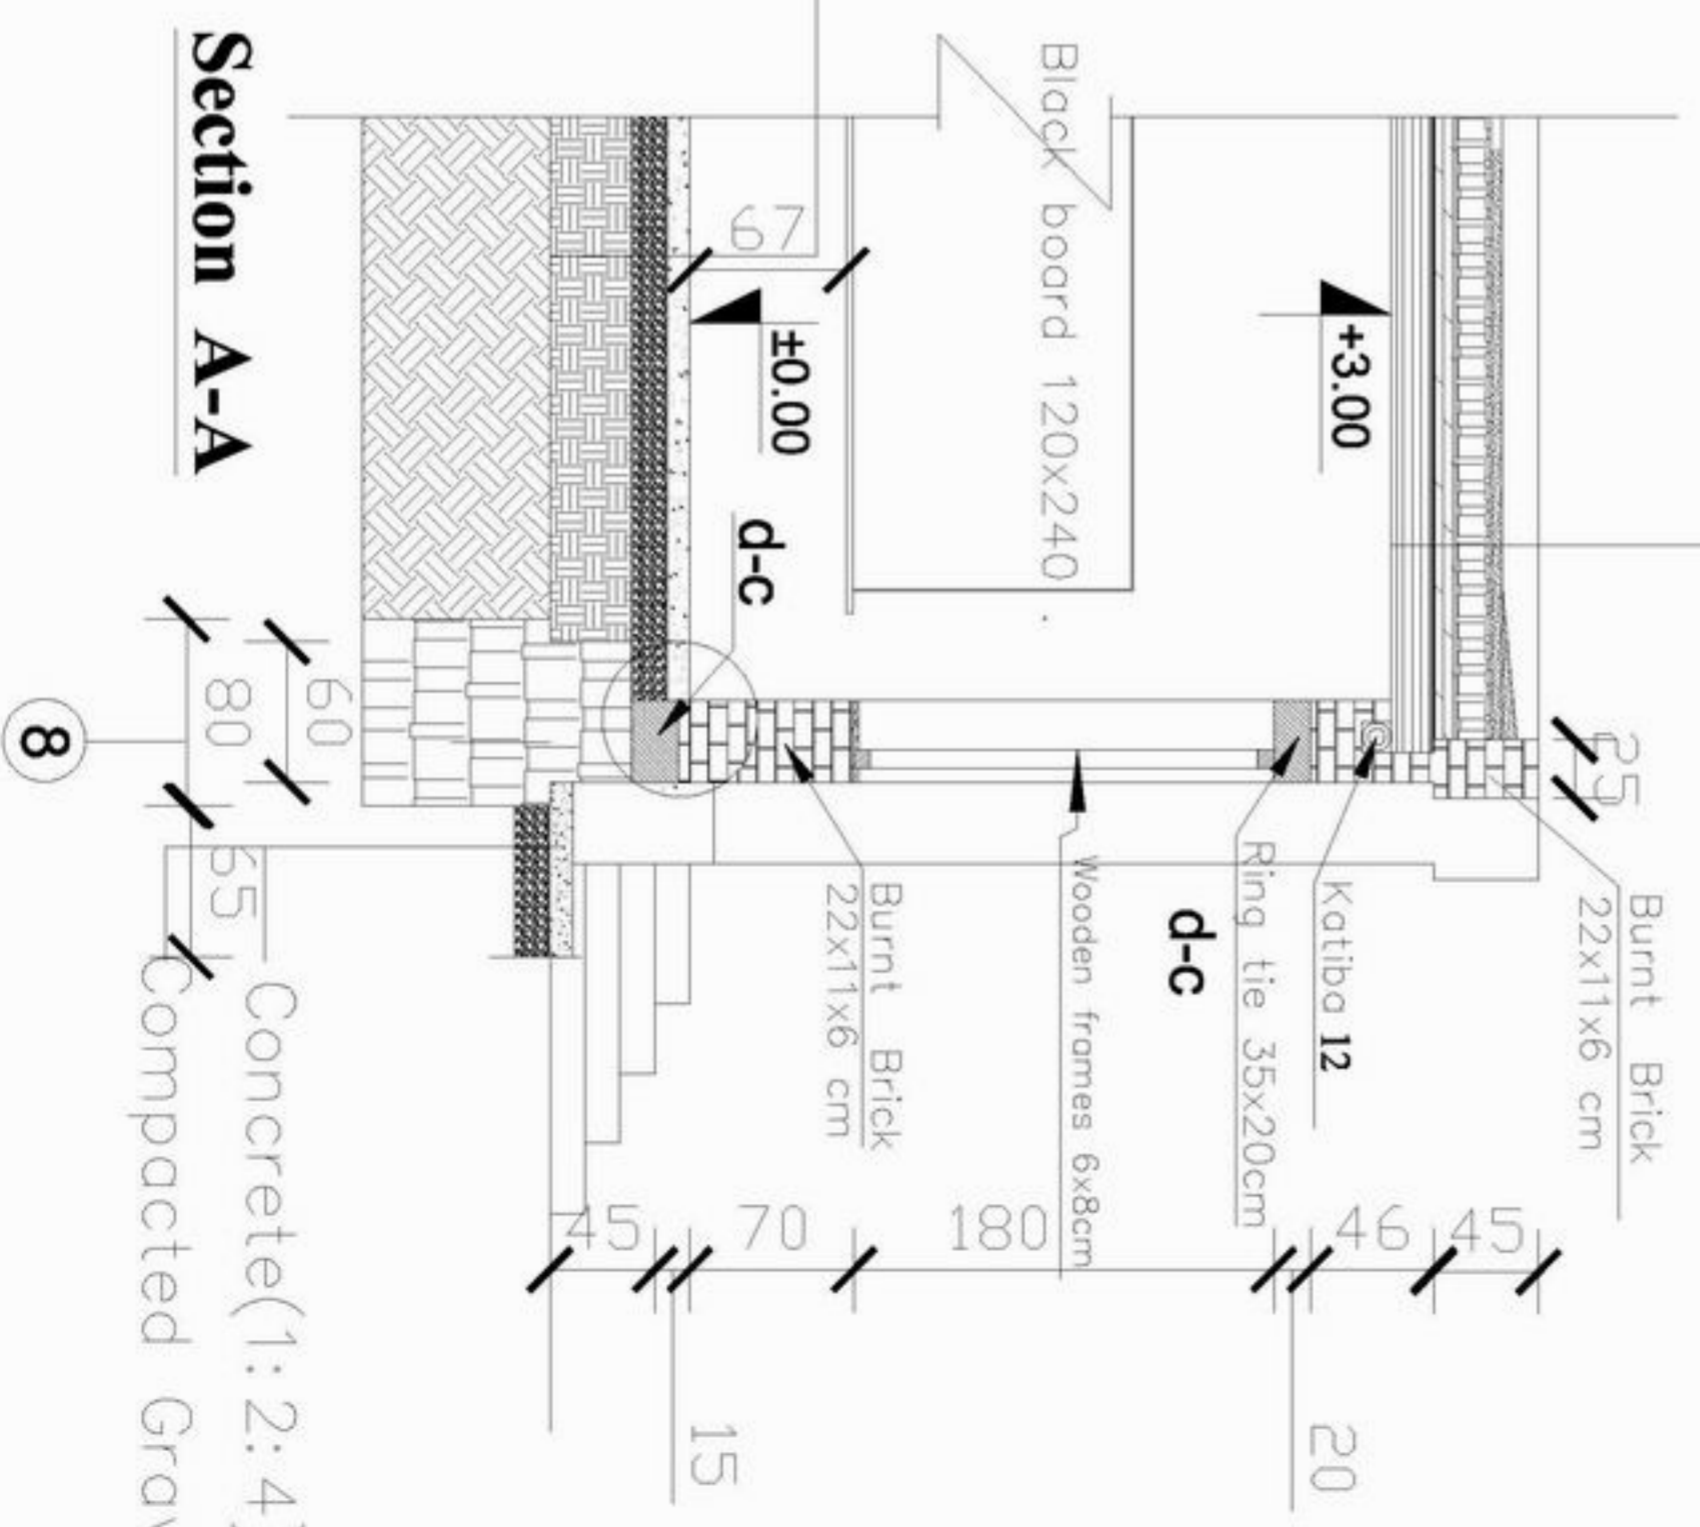 Burnt Brick
22x11x6 cm
25
+3.00
Katiba 12
Ring tie 35x20cm
d-c
Wooden frames 6x8cm
Black board 120x240
67
±0.00
d-c
Burnt Brick
22x11x6 cm
45
46
20
180
70
15
45
60
80
65
8
Concrete(1:2:4)
Compacted
Section A-A